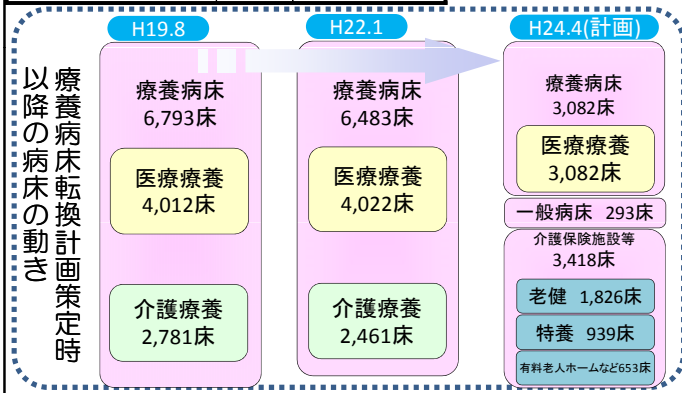 療養病床転換計画策定時
以降の病床の動き
H19.8
療養病床
6,793床
医療療養
4,012床
介護療養
2,781床
H22.1
療養病床
6,483床
医療療養
4,022床
介護療養
2,461床
H24.4(計画)
療養病床
3,082床
医療療養
3,082床
一般病床 293床
介護保険施設等
3,418床
老健 1,826床
特養 939床
有料老人ホームなど653床